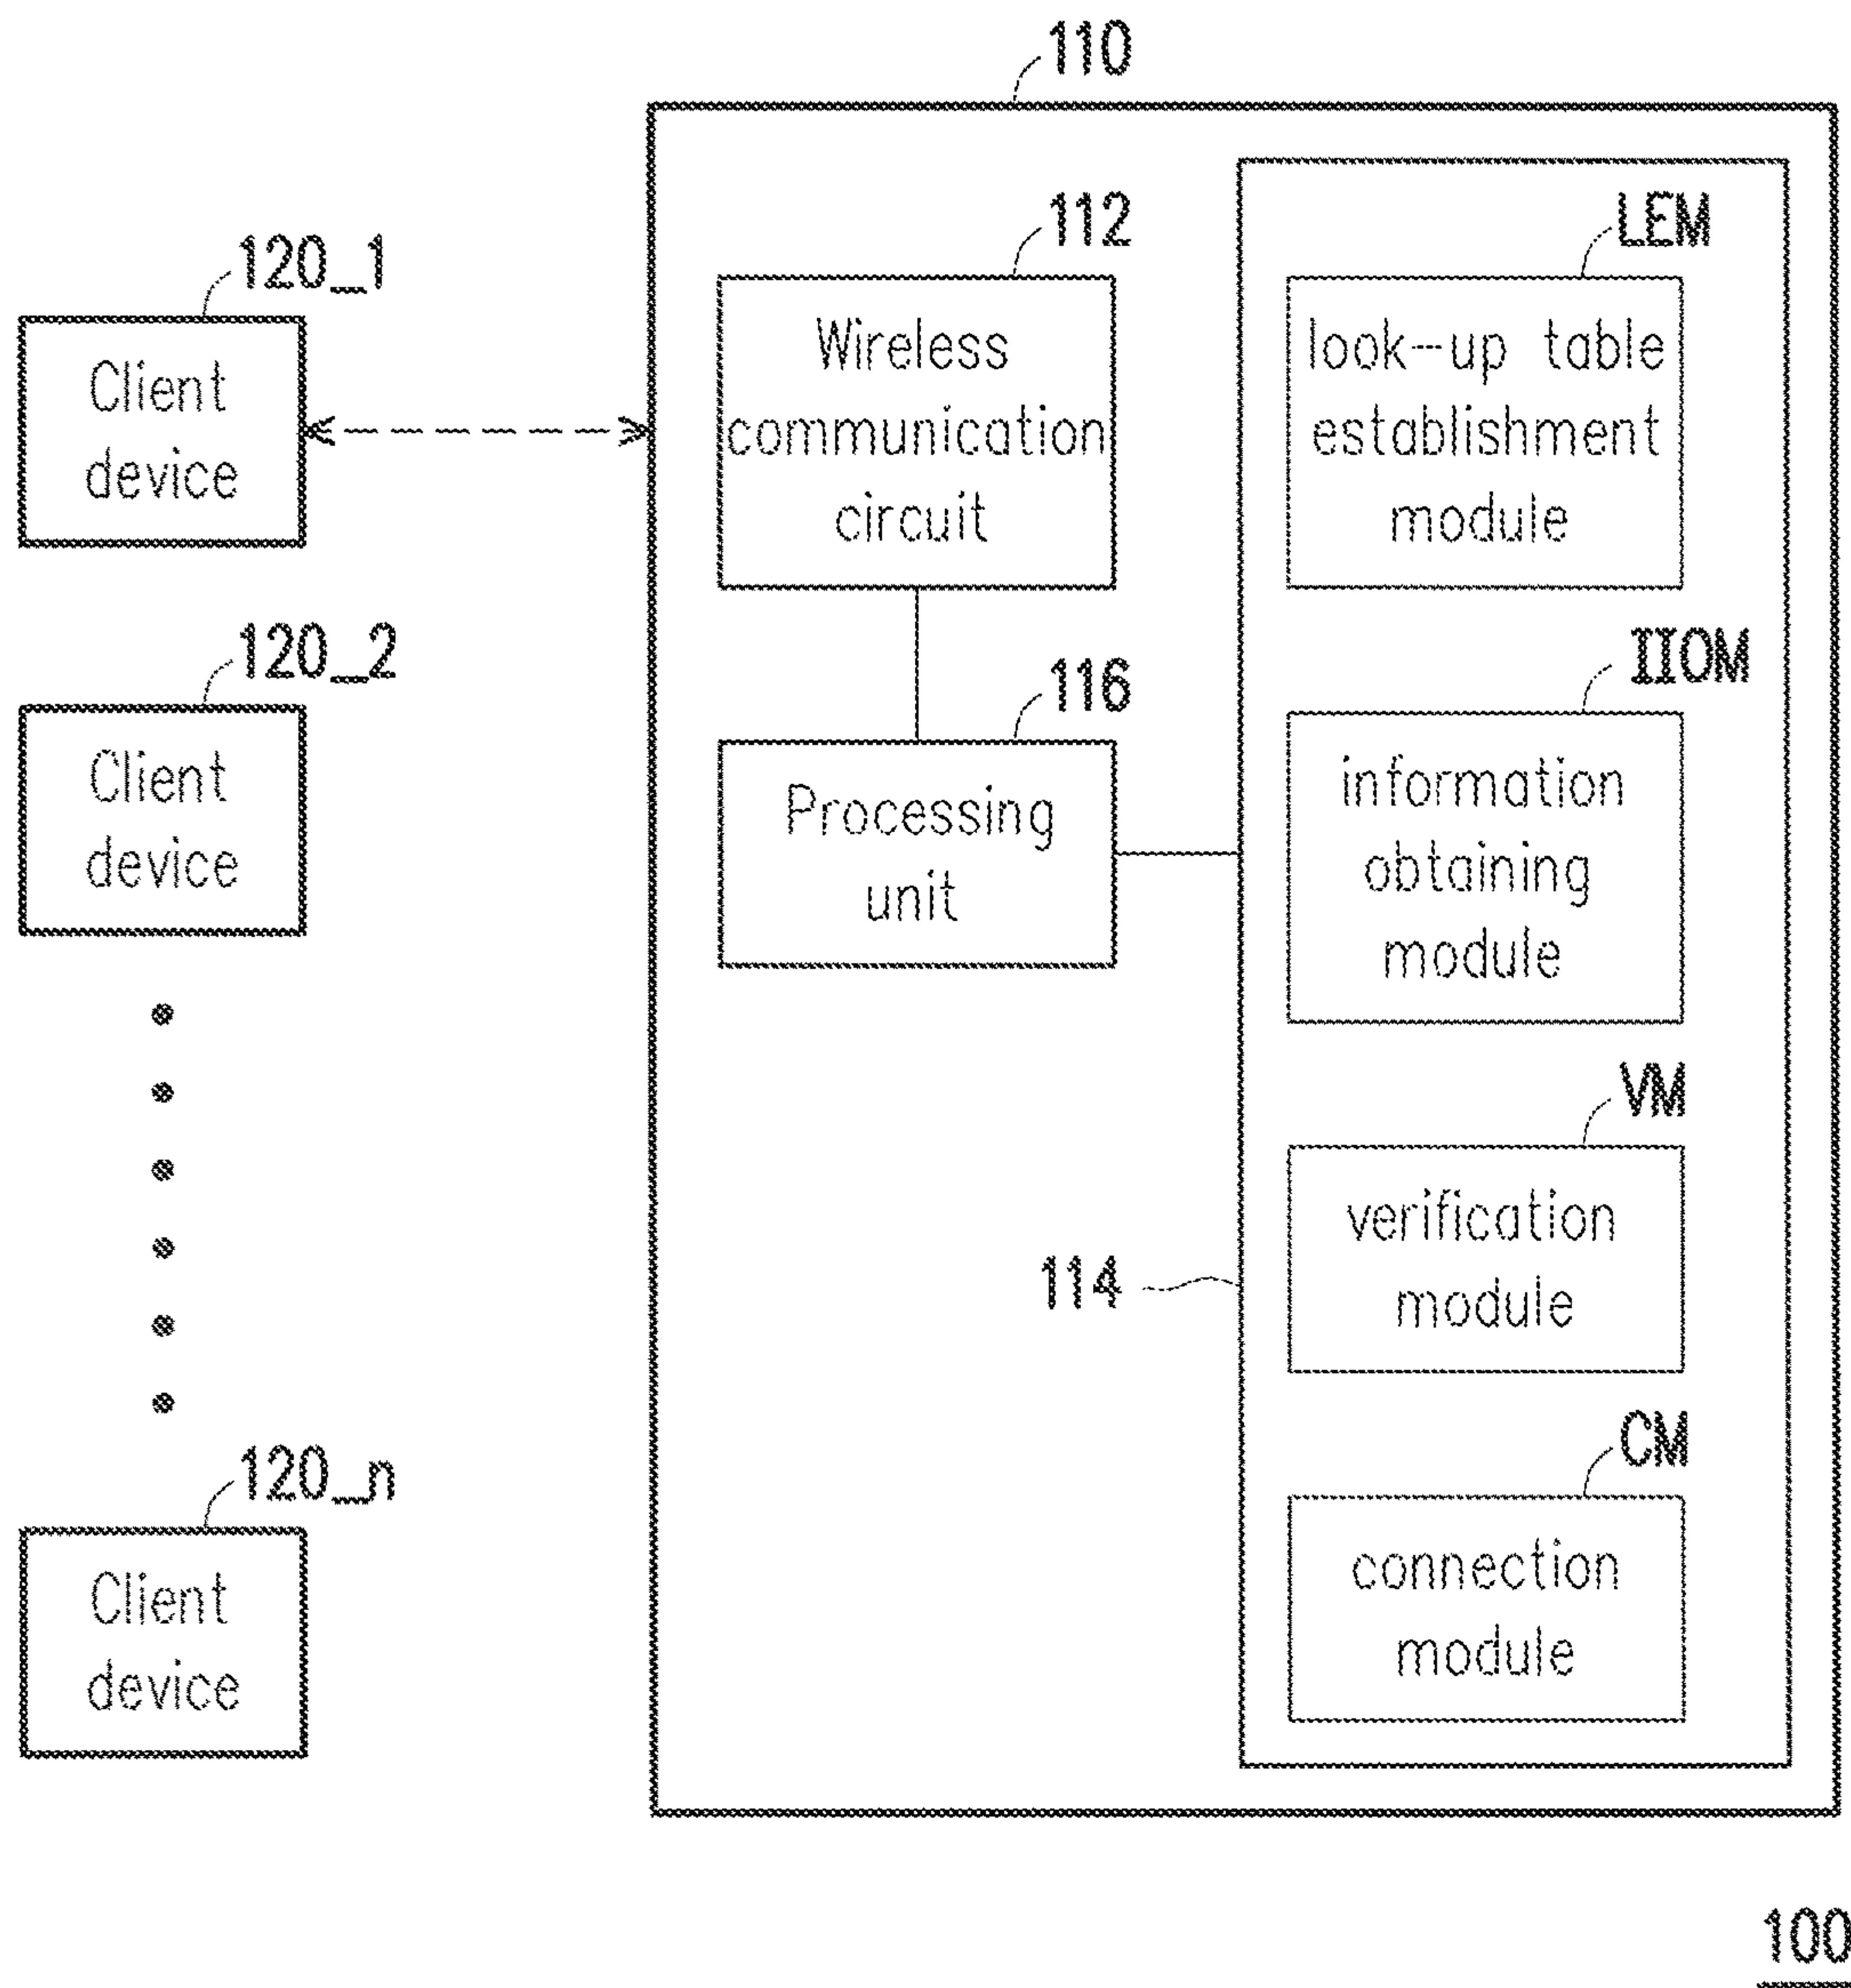 110
112
LEM
120_1
Client
device
Wireless
communication
circuit
look-up table
establishment
module
120_2
Client
device
116
Processing
unit
IIOM
information
obtaining
module
VM
verification
module
114
CM
connection
module
120_n
Client
device
100